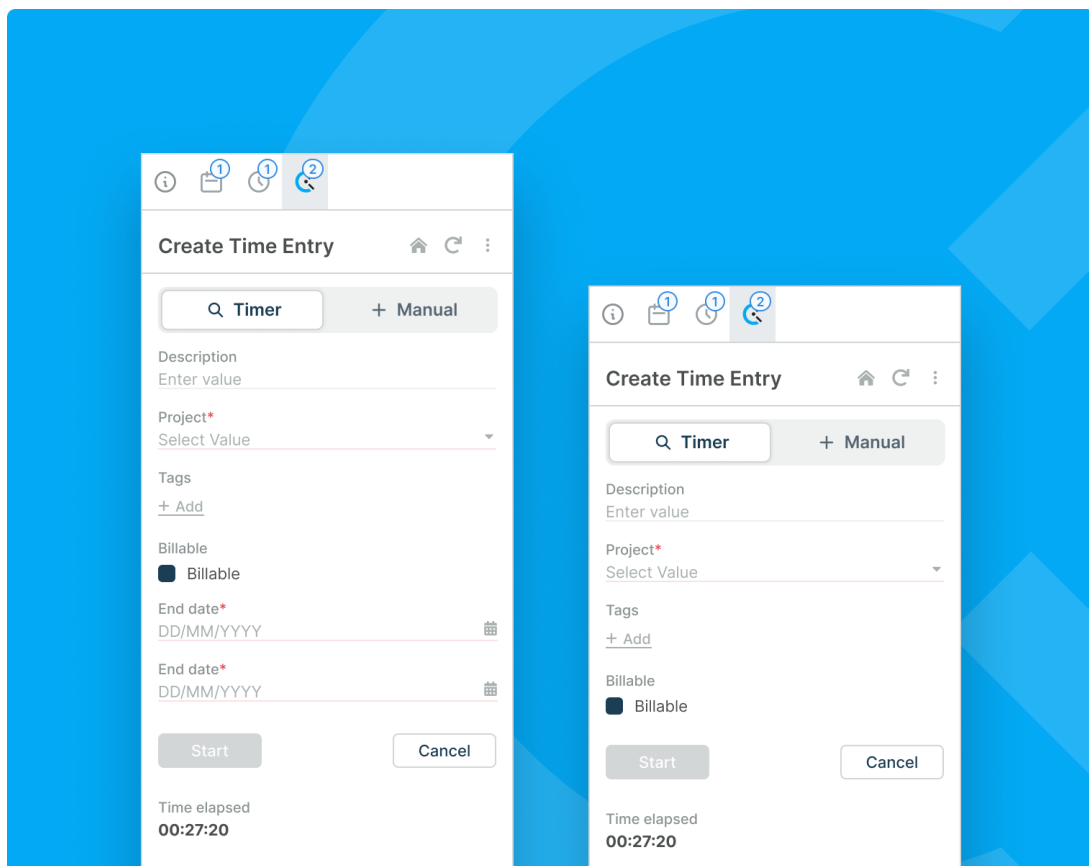 1 1 2
Create Time Entry
Timer + Manual
Description
Enter value
Project*
Select Value
Tags
+ Add
Billable
Billable
End date*
DD/MM/YYYY
End date*
DD/MM/YYYY
Start Cancel
Time elapsed
00:27:20
1 1 2
Create Time Entry
Timer + Manual
Description
Enter value
Project*
Select Value
Tags
+ Add
Billable
Billable
Start Cancel
Time elapsed
00:27:20